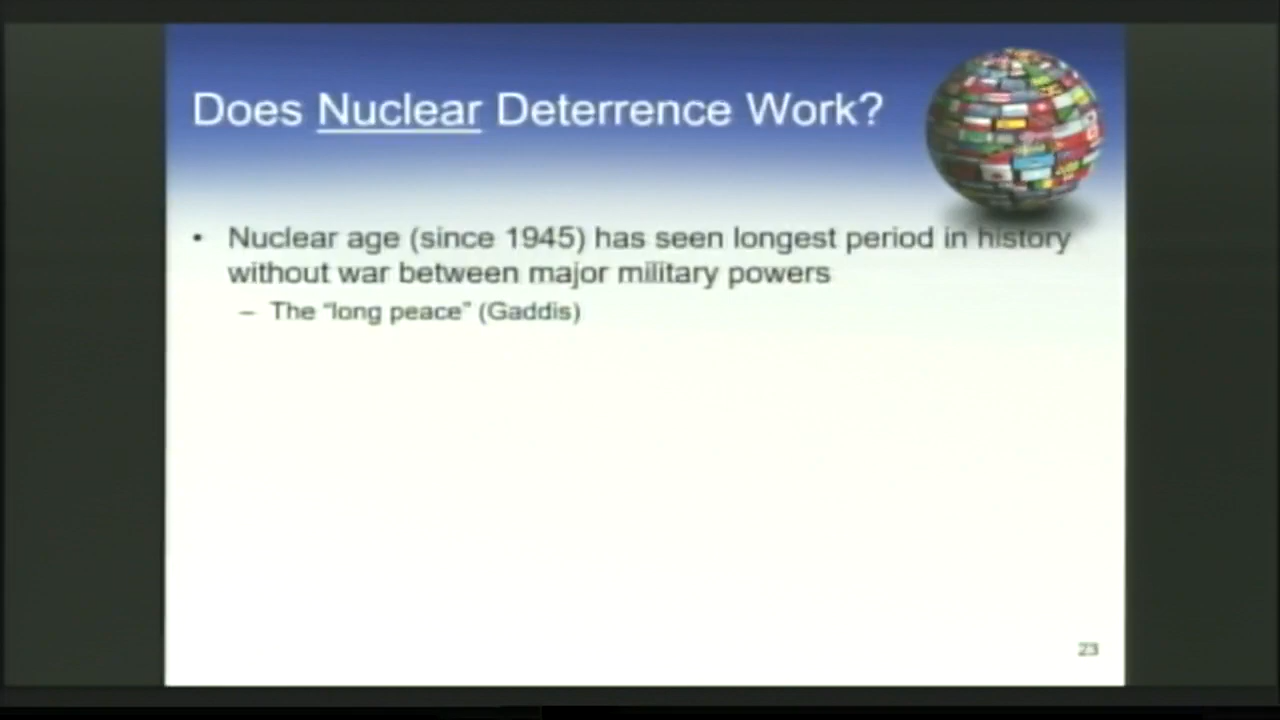 Does Nuclear Deterrence Work?
• Nuclear age (since 1945) has seen longest period in history
without war between major military powers
– The “long peace” (Gaddis)
23